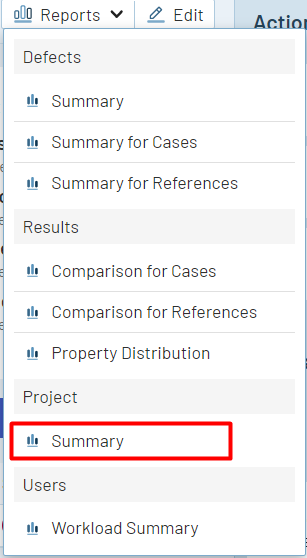 Reports Edit Action
Defects
Summary
Summary for Cases
Summary for References
Results
Comparison for Cases
Comparison for References
Property Distribution
Project
Summary
Users
Workload Summary